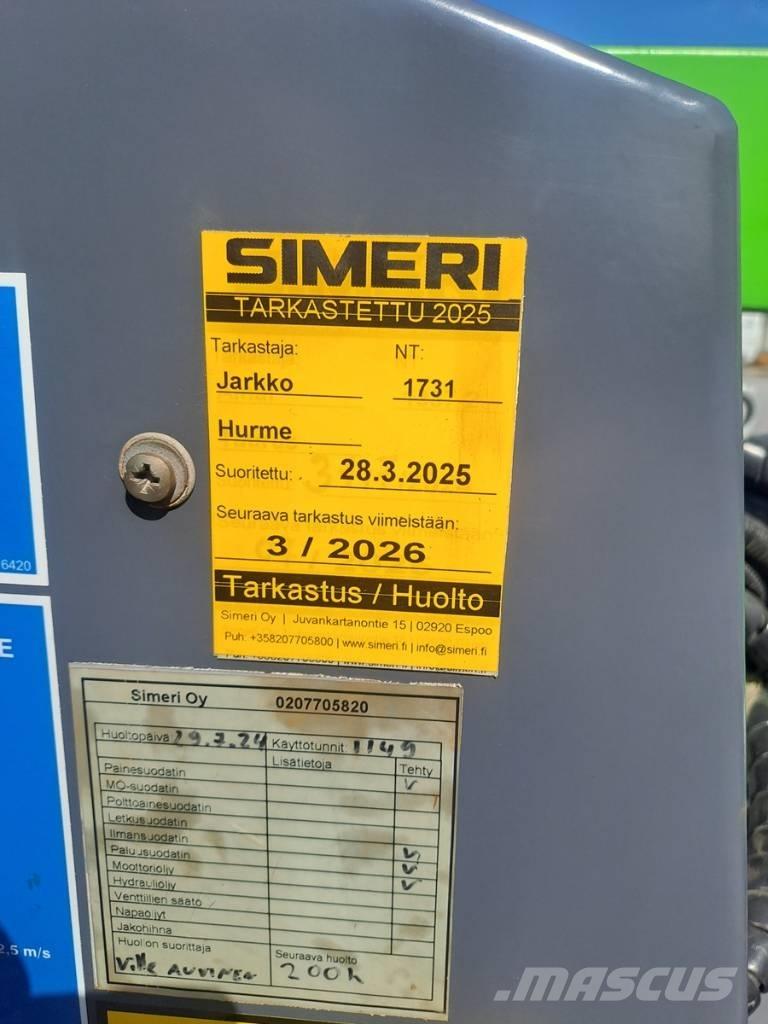 SIMERI
TARKASTETTU 2025
Tarkastaja: NT:
Jarkko 1731
Hurme
Suoritettu: 28.3.2025
Seuraava tarkastus viimeistään:
3 / 2026
Tarkastus / Huolto
Simeri Oy | Juvankartanontie 15 | 02920 Espoo
Puh: +358207705800 | www.simeri.fi | info@simeri.fi
6420
E
2,5 m/s
Simeri Oy 0207705820
Huoltopäivä 29.7.24 Käyttötunnit: 1149
Lisätietoja Tehty
Painesuodatin
MÖ-suodatin v
Polttoainesuodatin
Letkusuodatin
Ilmansuodatin
Paluusuodatin v
Moottoriöljy v
Hydrauliöljy v
Venttiilien säätö
Napaöljyt
Jakohihna
Huollon suorittaja Seuraava huolto
Ville Auvinen 200h
MASCUS